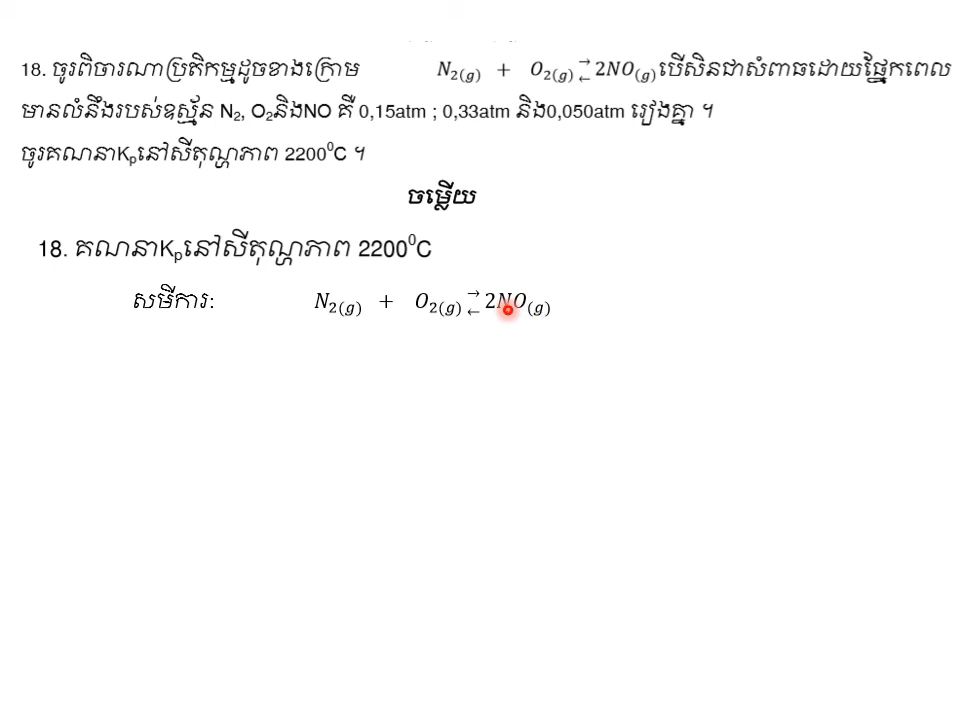 18. ចូរពិចារណាប្រតិកម្មដូចខាងក្រោម N₂(g) + O₂(g) ⇄ 2NO(g) បើសិនជាសំពាធដោយផ្នែកពេល
មានលំនឹងរបស់ឧស្ម័ន N₂, O₂និងNO គឺ 0,15atm ; 0,33atm និង0,050atm រៀងគ្នា ។
ចូរគណនាKₚនៅសីតុណ្ហភាព 2200⁰C ។
ចម្លើយ
18. គណនាKₚនៅសីតុណ្ហភាព 2200⁰C
សមីការ: N₂(g) + O₂(g) ⇄ 2NO(g)